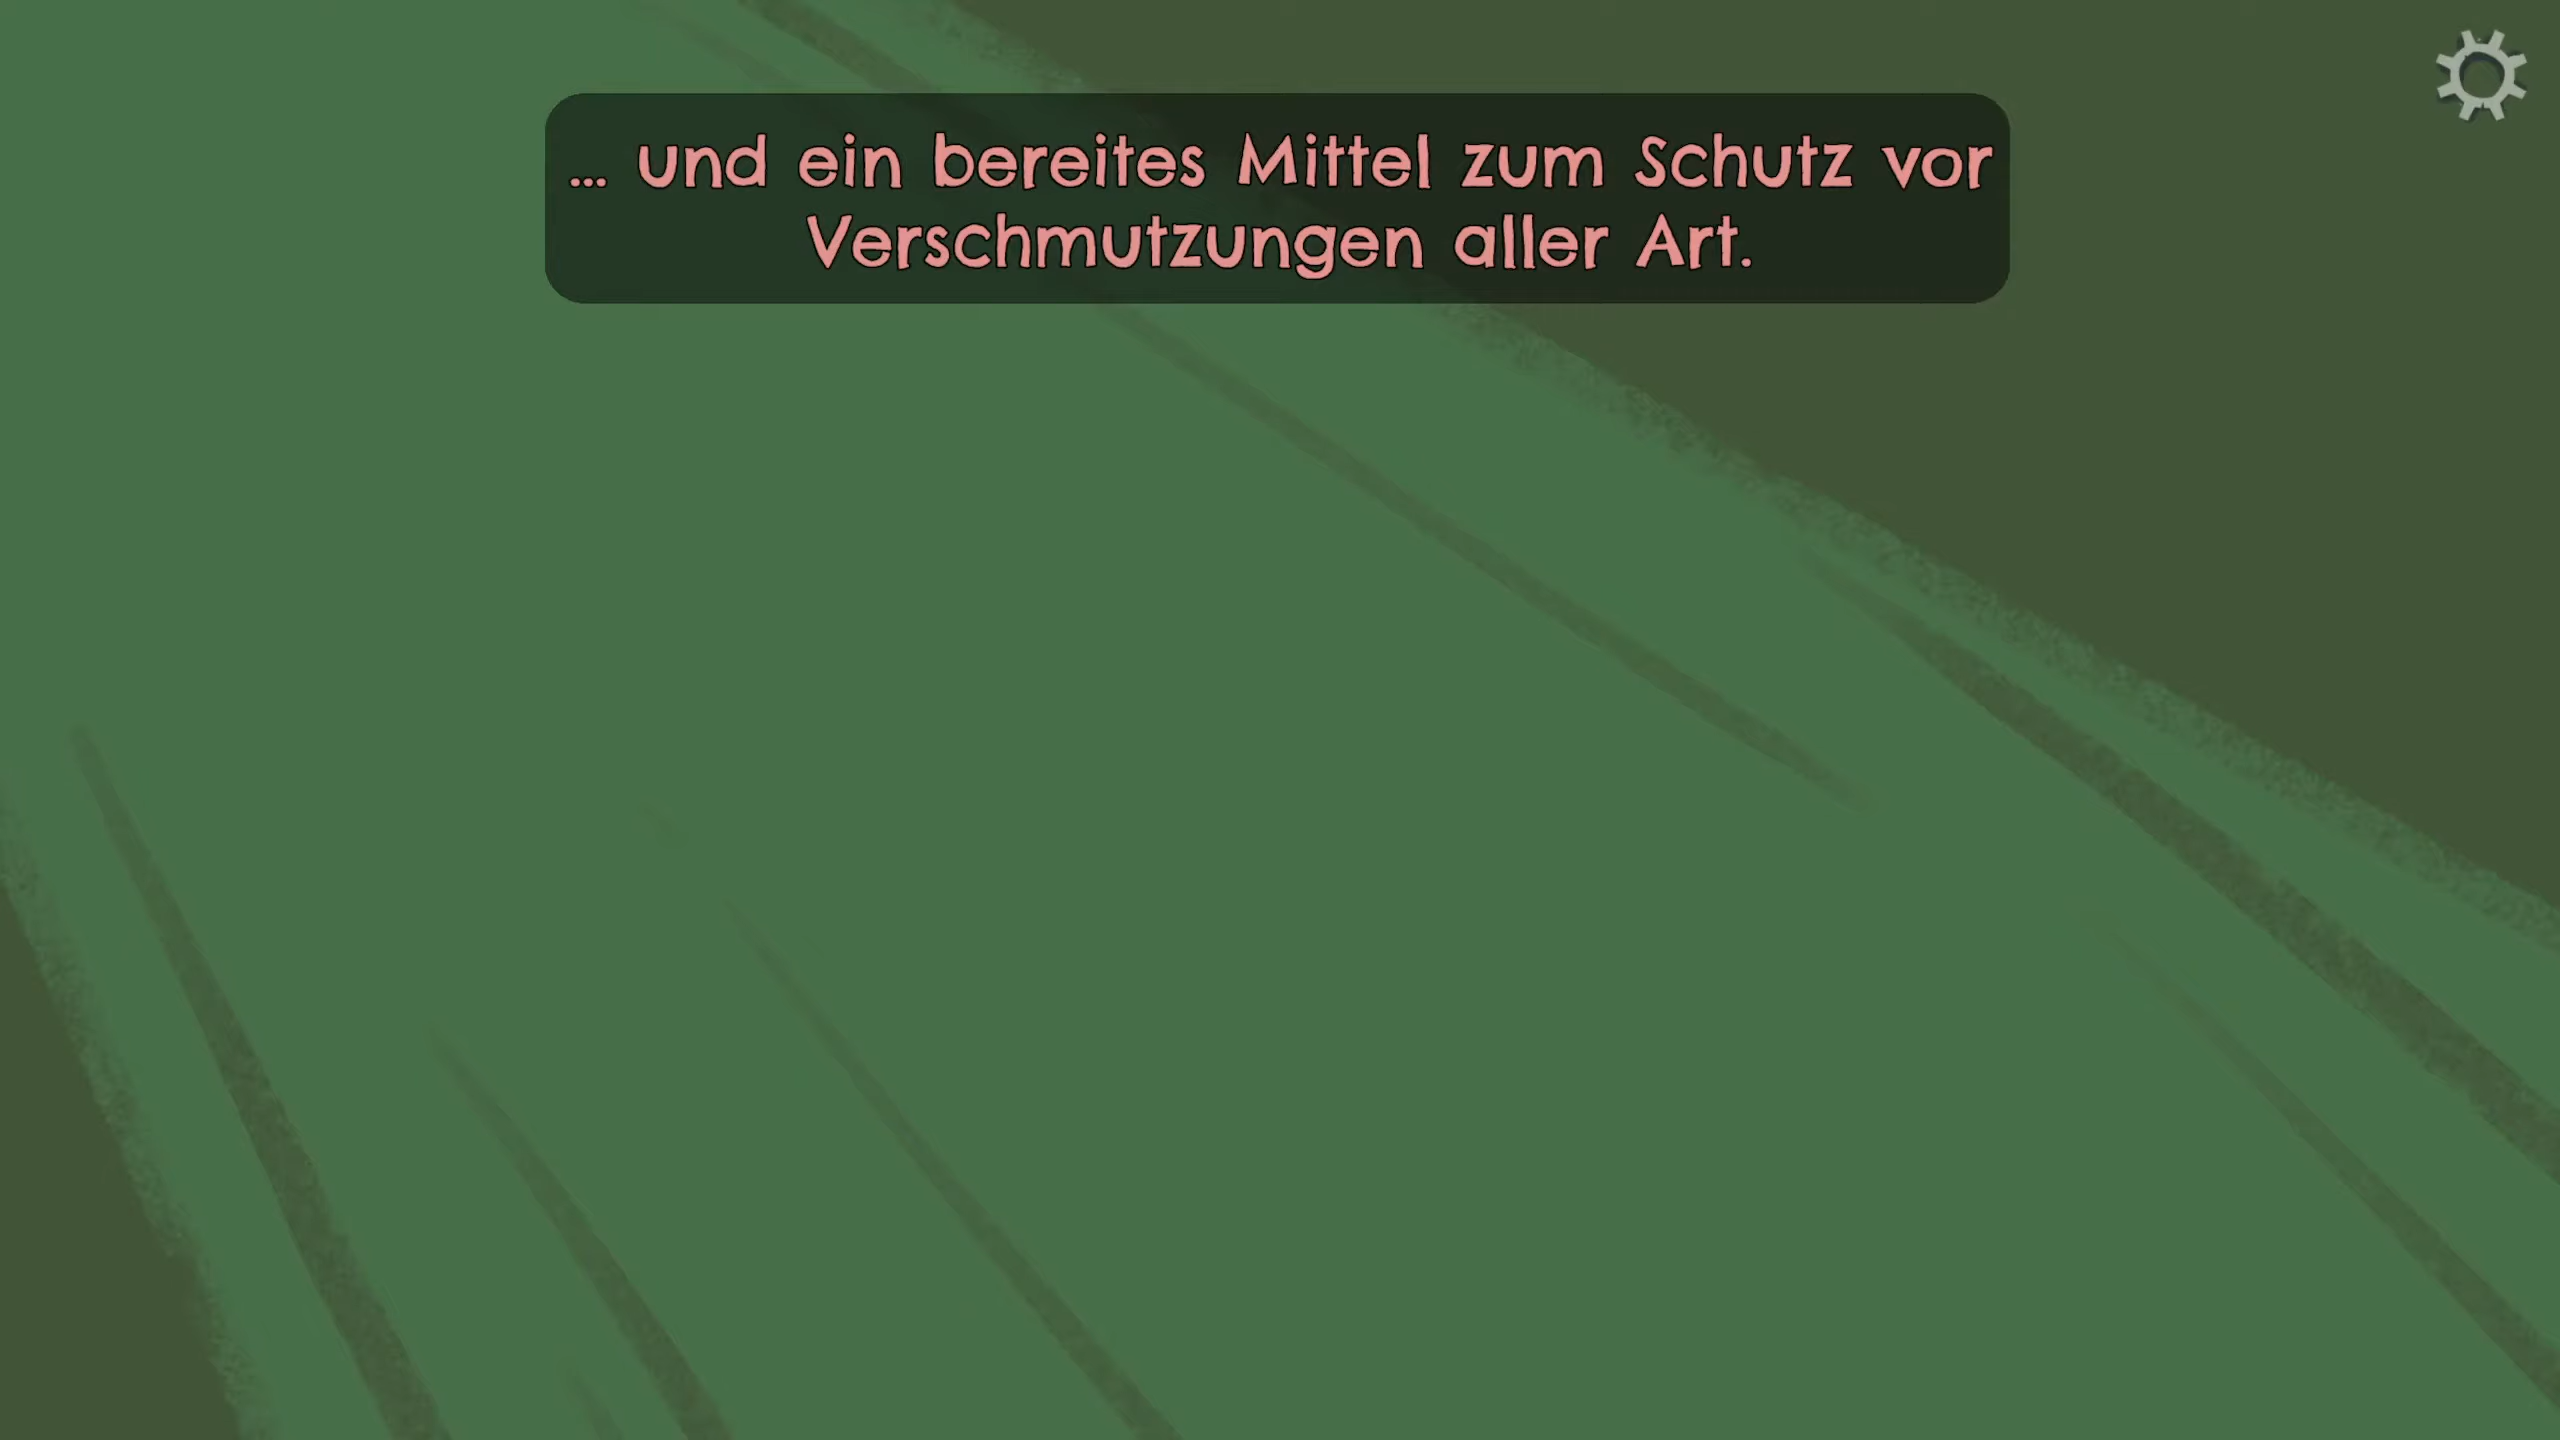 ... und ein bereites Mittel zum Schutz vor
Verschmutzungen aller Art.